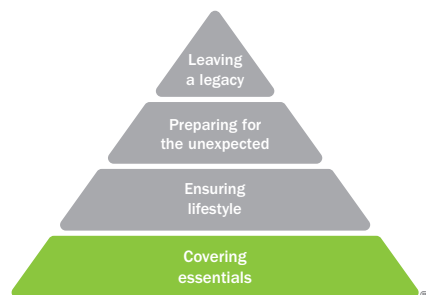 Leaving
a legacy
Preparing for
the unexpected
Ensuring
lifestyle
Covering
essentials
®